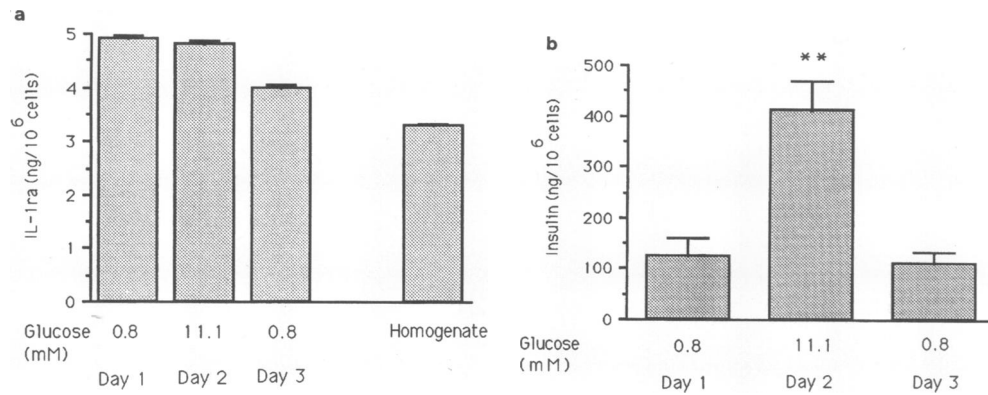 a
IL-1ra (ng/10 6 cells)
5
4
3
2
1
0
Glucose 0.8 11.1 0.8 Homogenate
(mM)
Day 1 Day 2 Day 3
b
**
Insulin (ng/10 6 cells)
500
400
300
200
100
0
Glucose 0.8 11.1 0.8
(mM)
Day 1 Day 2 Day 3